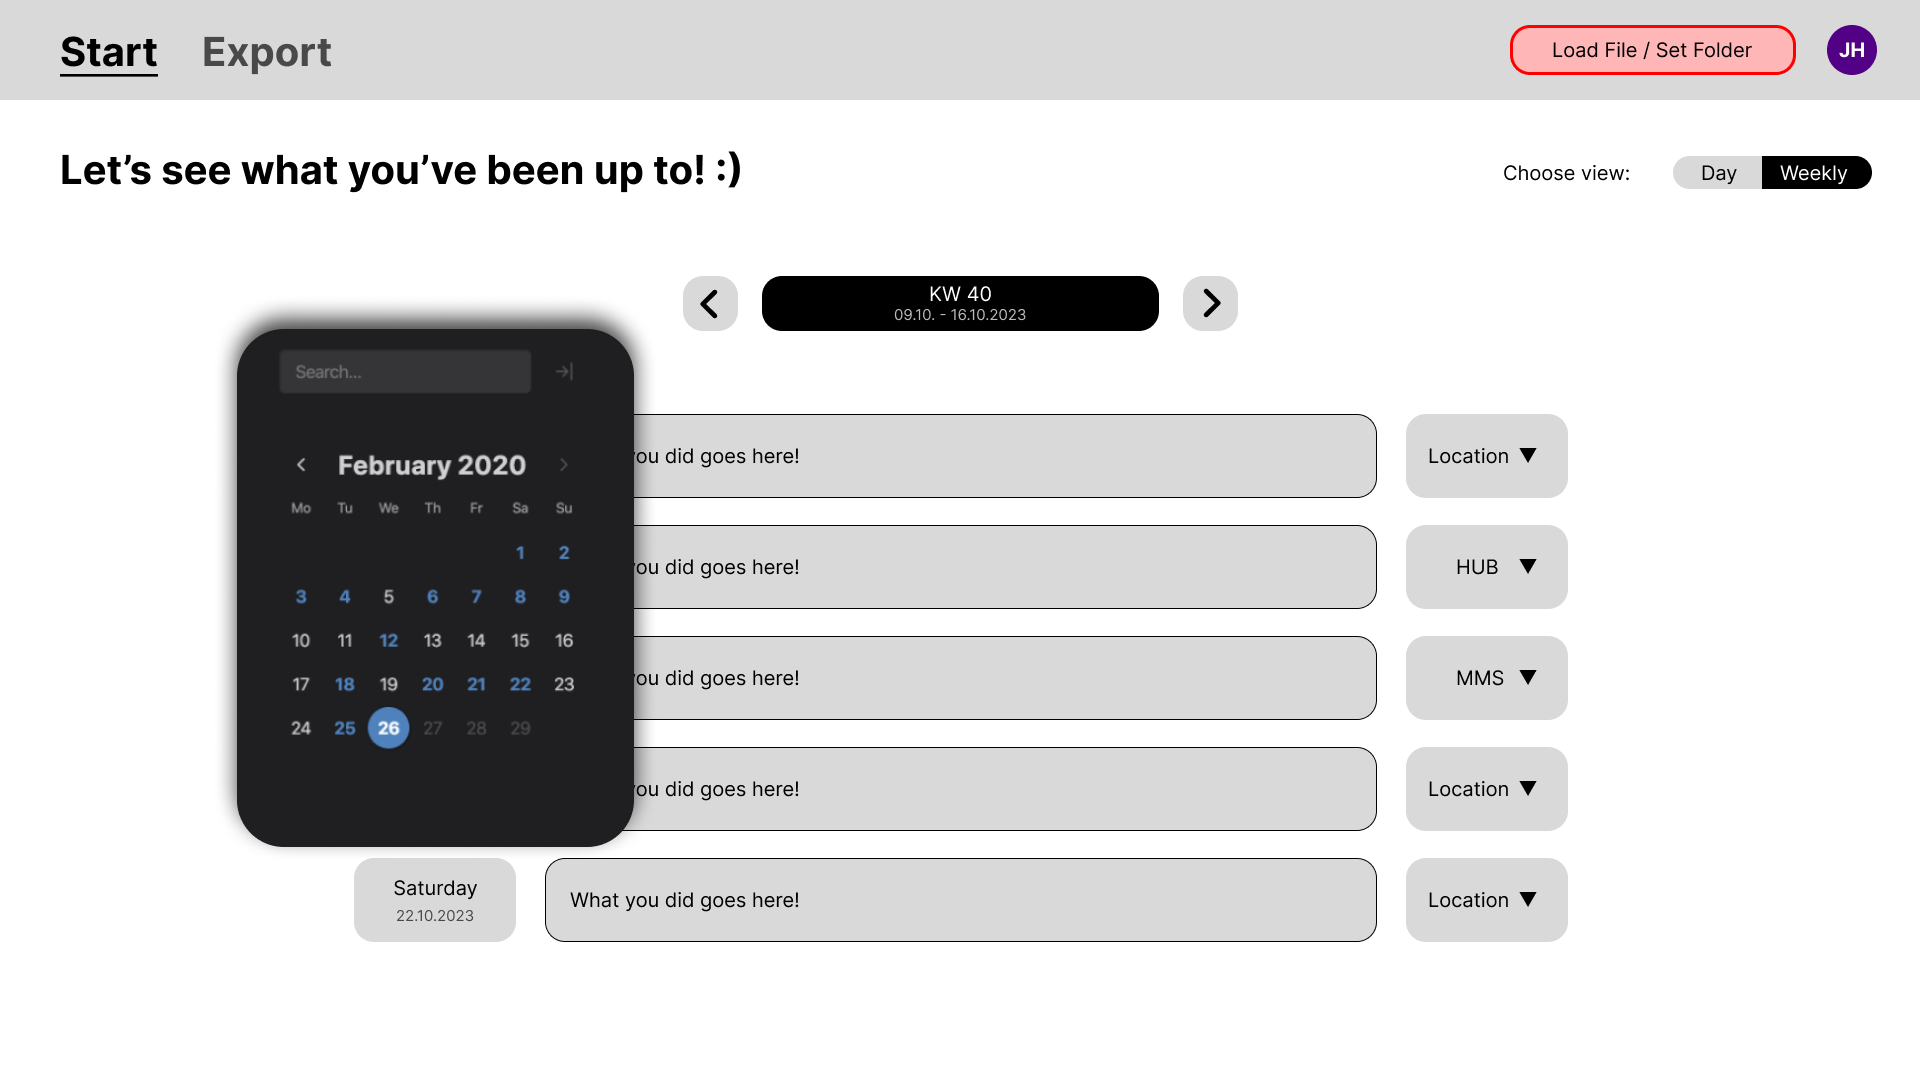 Start Export Load File / Set Folder JH
Let’s see what you’ve been up to! :)
Choose view: Day Weekly
KW 40
09.10. - 16.10.2023
Search...
February 2020
Mo Tu We Th Fr Sa Su
1 2
3 4 5 6 7 8 9
10 11 12 13 14 15 16
17 18 19 20 21 22 23
24 25 26 27 28 29
you did goes here! Location
you did goes here! HUB
you did goes here! MMS
you did goes here! Location
Saturday
22.10.2023
What you did goes here! Location